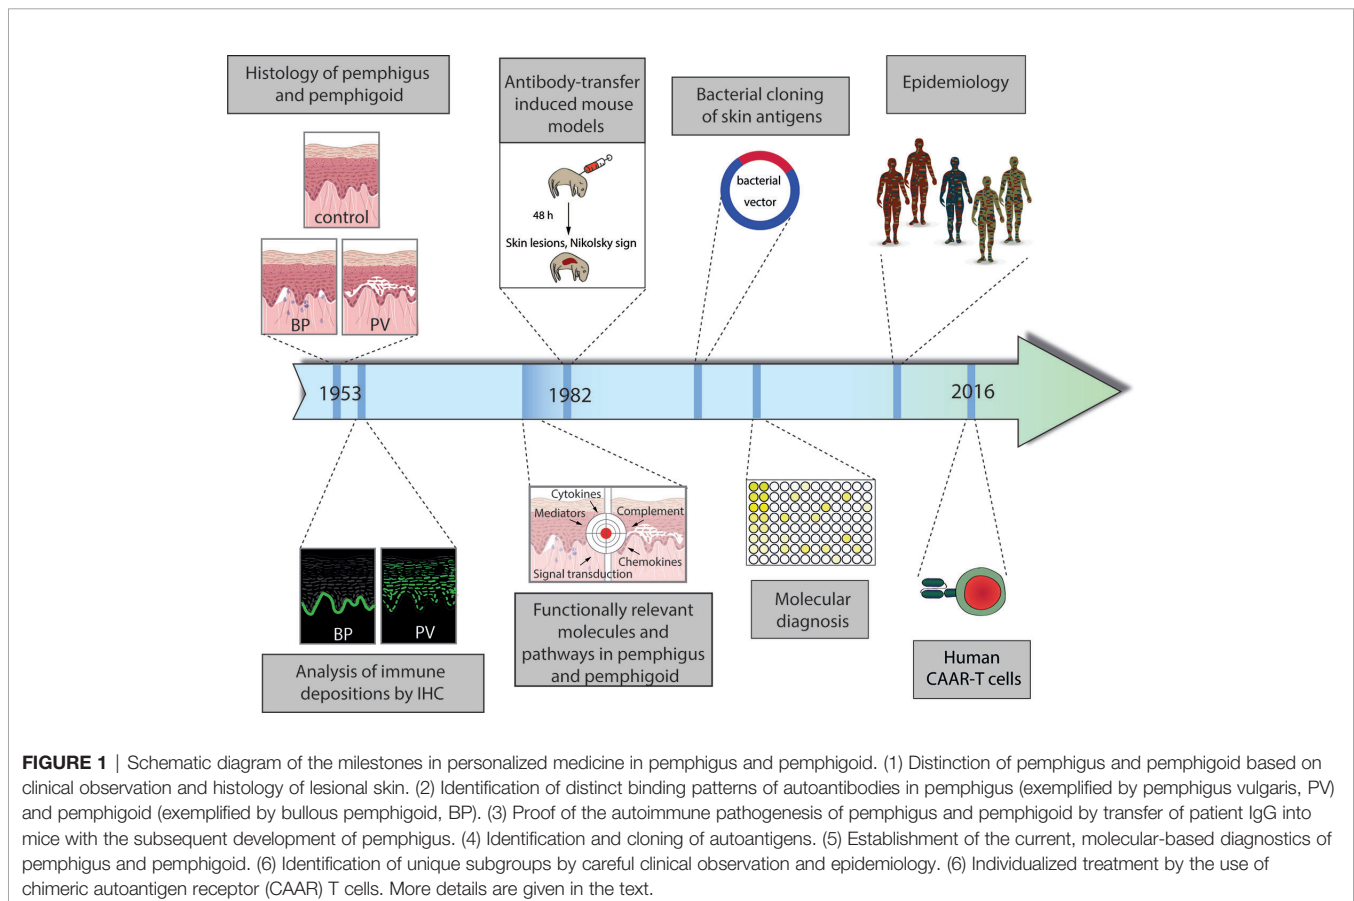 Histology of pemphigus
and pemphigoid
control
BP
PV
Antibody-transfer
induced mouse
models
48 h
Skin lesions, Nikolsky sign
Bacterial cloning
of skin antigens
bacterial
vector
Epidemiology
1953
1982
2016
BP
PV
Analysis of immune
depositions by IHC
Cytokines
Mediators
Complement
Chemokines
Signal transduction
Functionally relevant
molecules and
pathways in pemphigus
and pemphigoid
Molecular
diagnosis
Human
CAAR-T cells
FIGURE 1 | Schematic diagram of the milestones in personalized medicine in pemphigus and pemphigoid. (1) Distinction of pemphigus and pemphigoid based on
clinical observation and histology of lesional skin. (2) Identification of distinct binding patterns of autoantibodies in pemphigus (exemplified by pemphigus vulgaris, PV)
and pemphigoid (exemplified by bullous pemphigoid, BP). (3) Proof of the autoimmune pathogenesis of pemphigus and pemphigoid by transfer of patient IgG into
mice with the subsequent development of pemphigus. (4) Identification and cloning of autoantigens. (5) Establishment of the current, molecular-based diagnostics of
pemphigus and pemphigoid. (6) Identification of unique subgroups by careful clinical observation and epidemiology. (6) Individualized treatment by the use of
chimeric autoantigen receptor (CAAR) T cells. More details are given in the text.